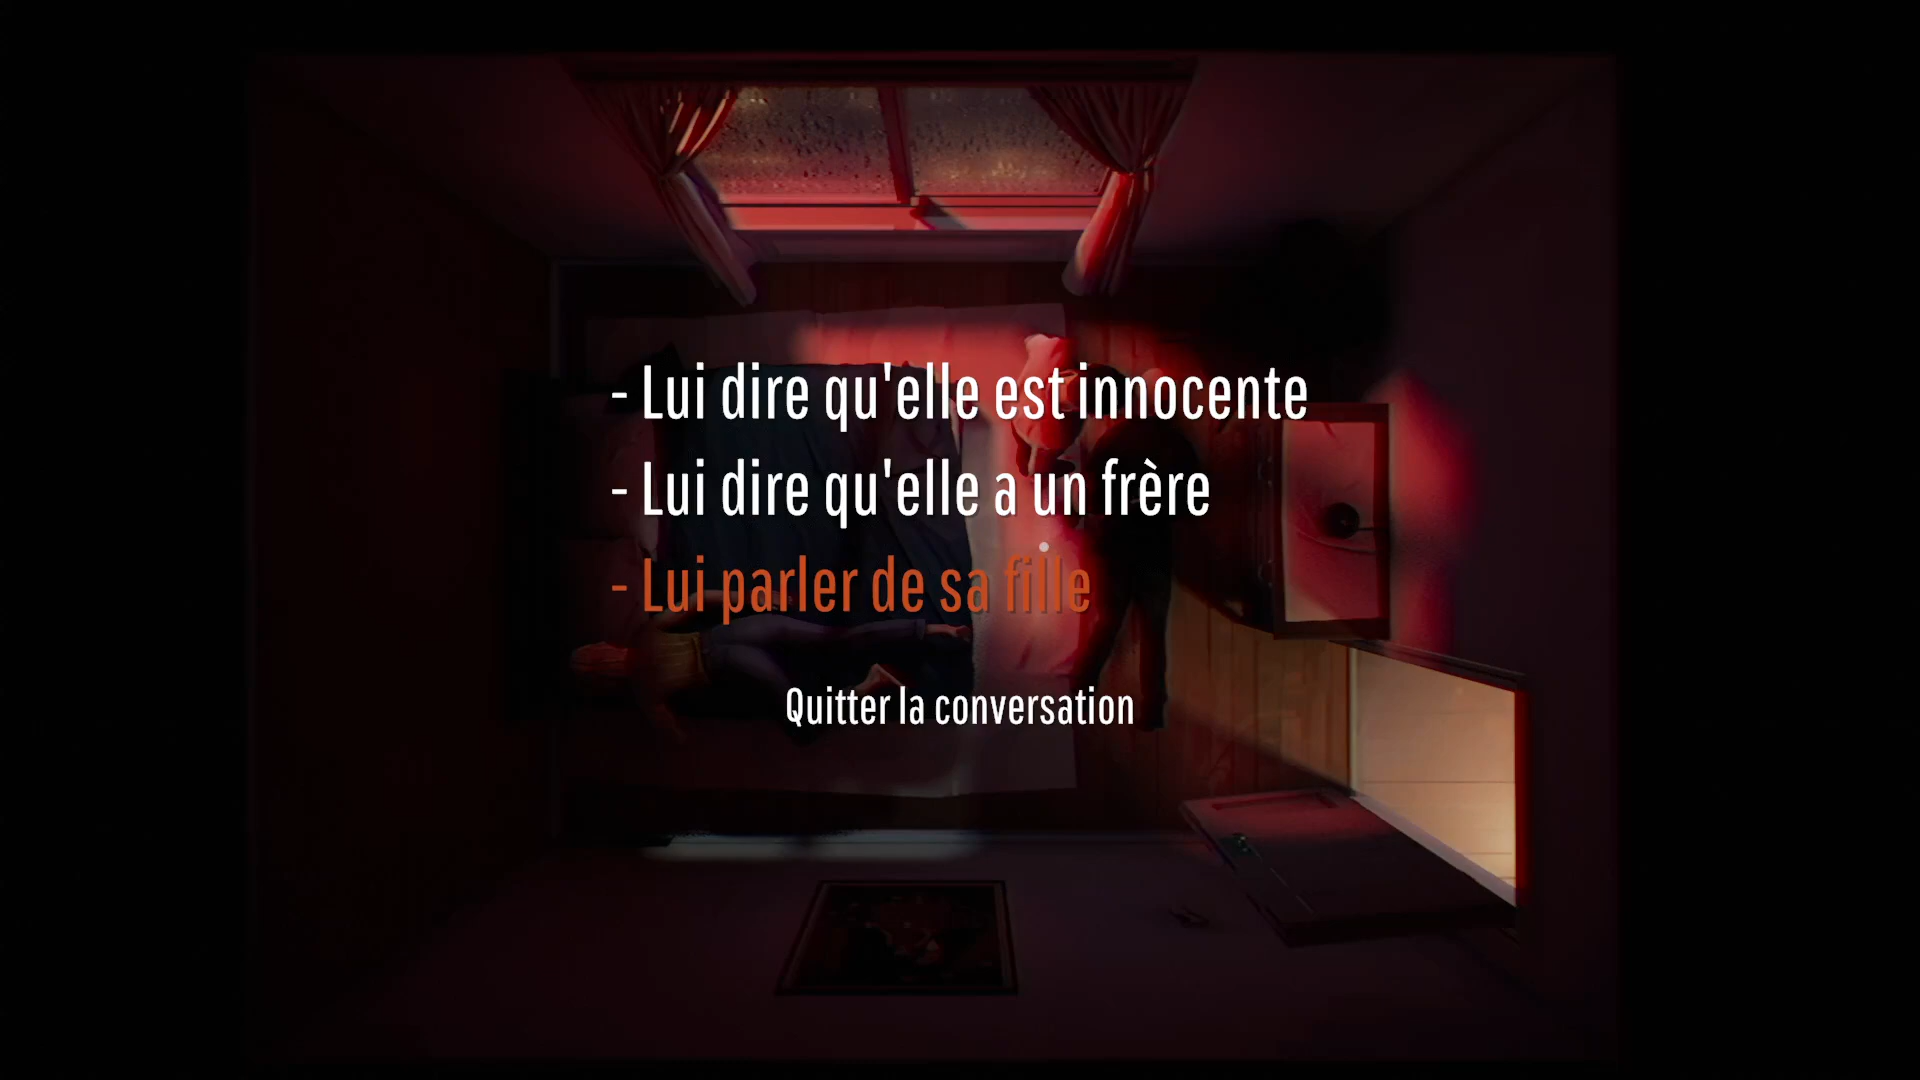 - Lui dire qu'elle est innocente
- Lui dire qu'elle a un frère
- Lui parler de sa fille
Quitter la conversation